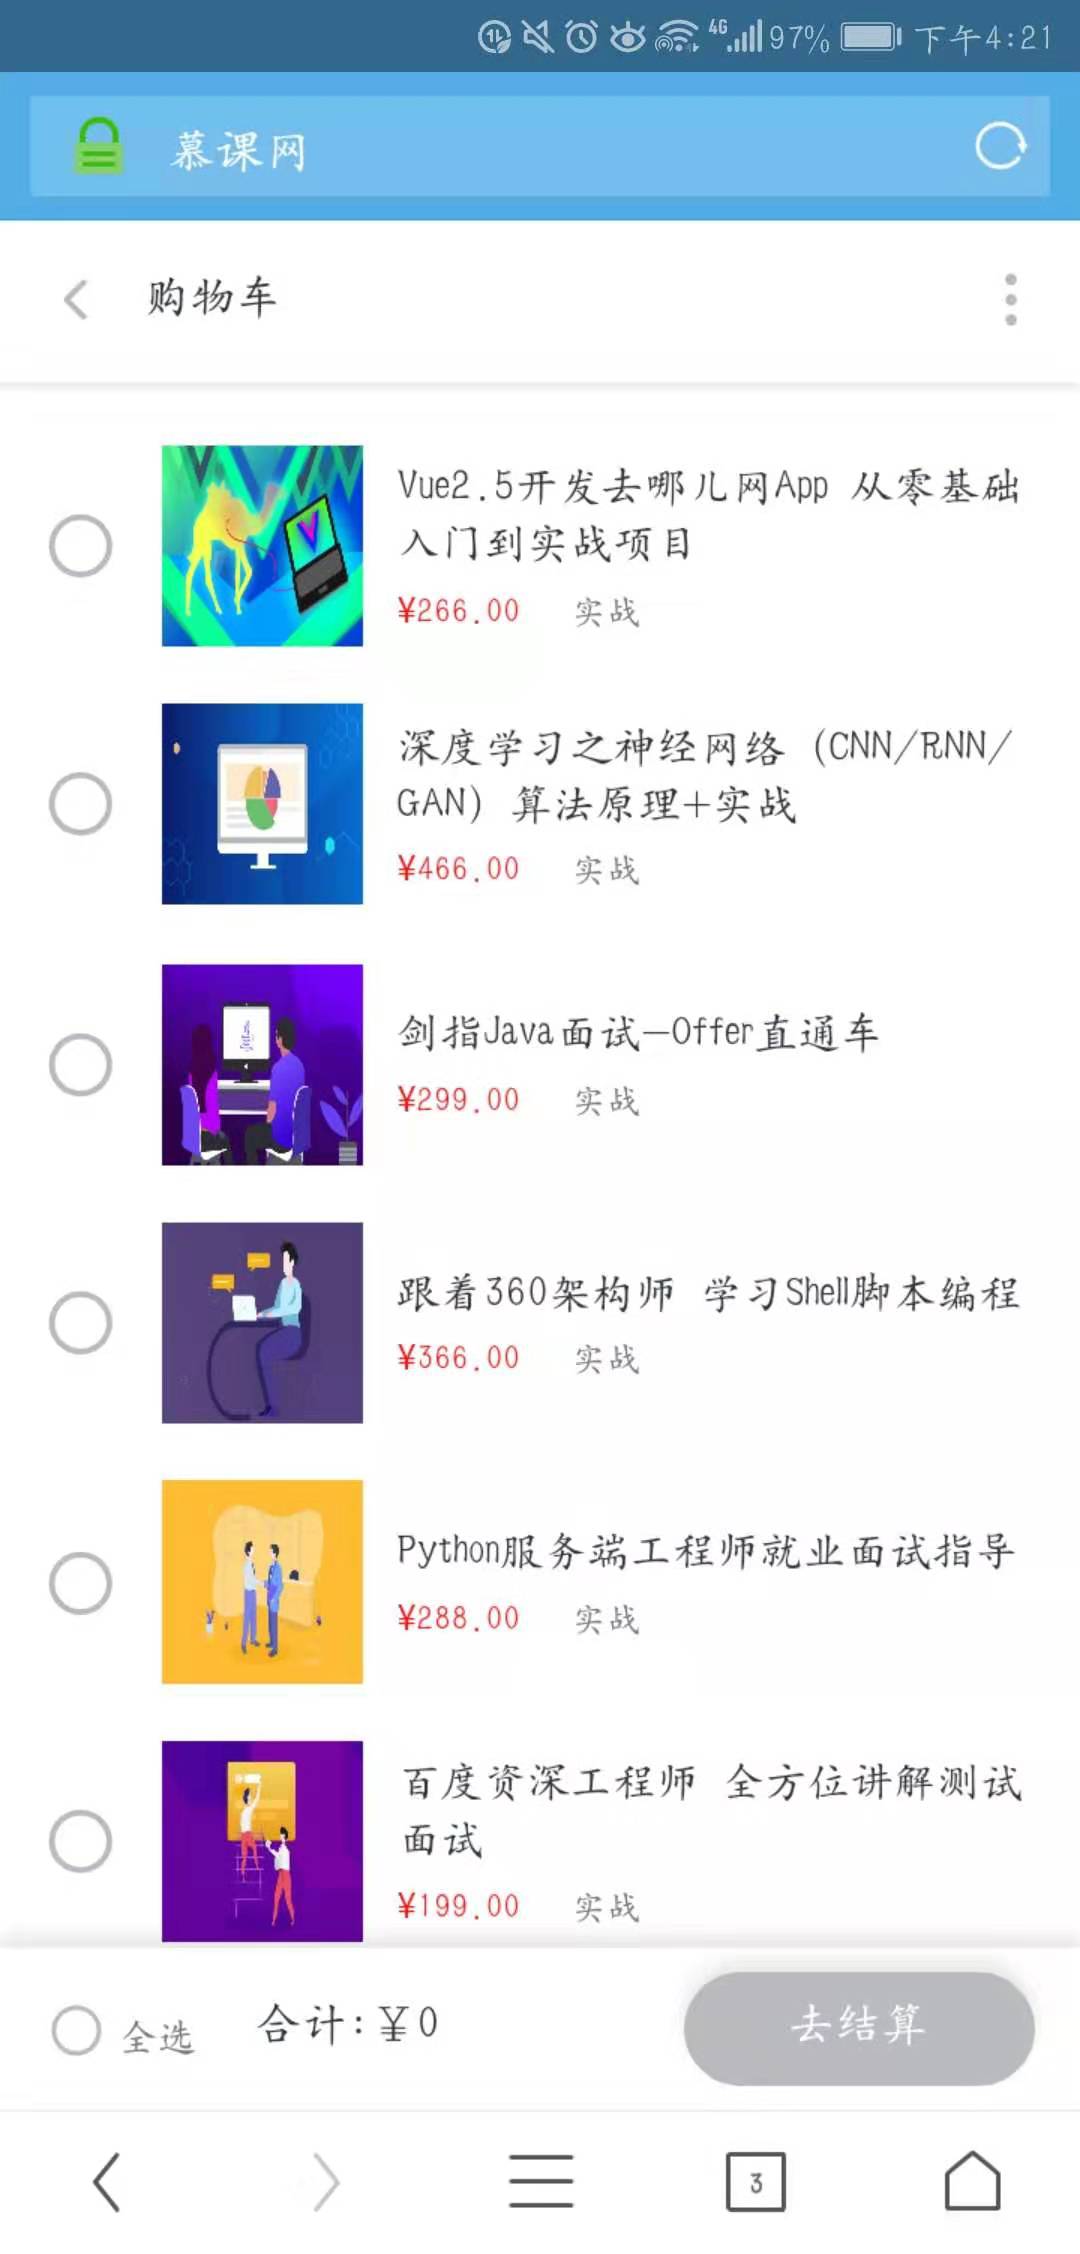 4G 97% 下午4:21
慕课网
购物车
Vue2.5开发去哪儿网App 从零基础
入门到实战项目
¥266.00 实战
深度学习之神经网络（CNN/RNN/
GAN）算法原理+实战
¥466.00 实战
剑指Java面试-Offer直通车
¥299.00 实战
跟着360架构师 学习Shell脚本编程
¥366.00 实战
Python服务端工程师就业面试指导
¥288.00 实战
百度资深工程师 全方位讲解测试
面试
¥199.00 实战
全选 合计:￥0 去结算
3